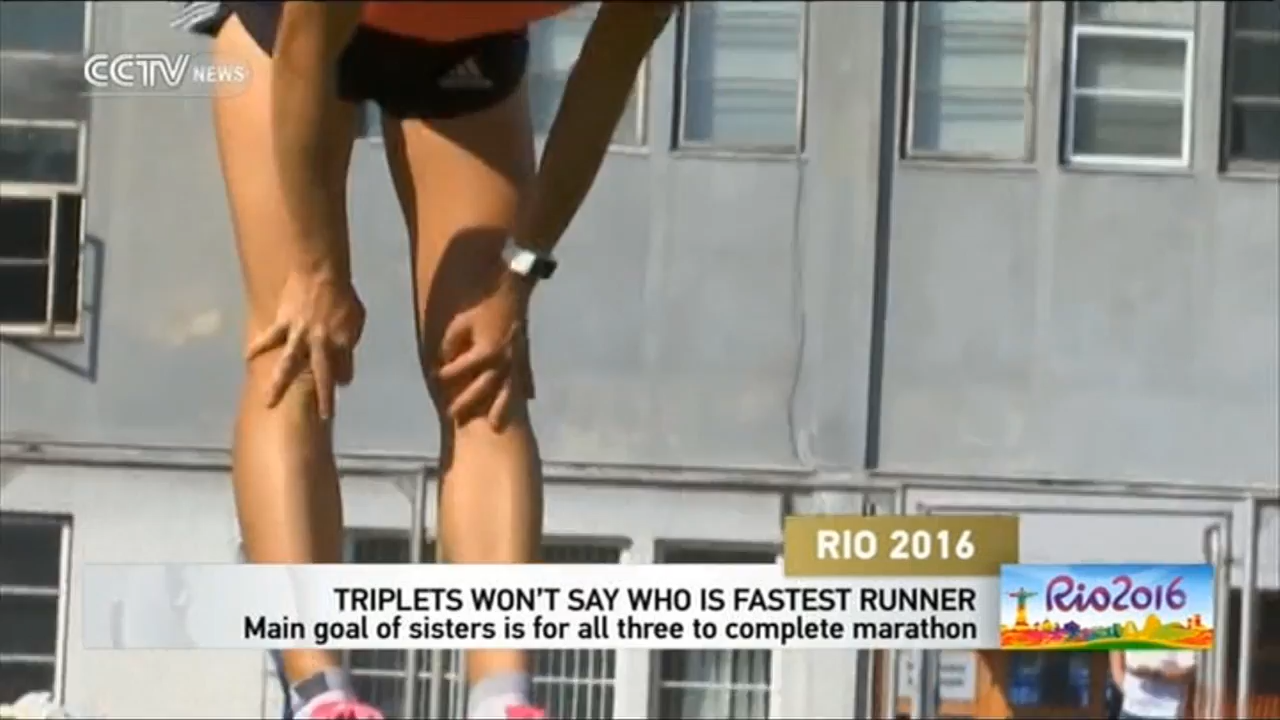 CCTV NEWS
RIO 2016
TRIPLETS WON'T SAY WHO IS FASTEST RUNNER
Main goal of sisters is for all three to complete marathon
Rio2016